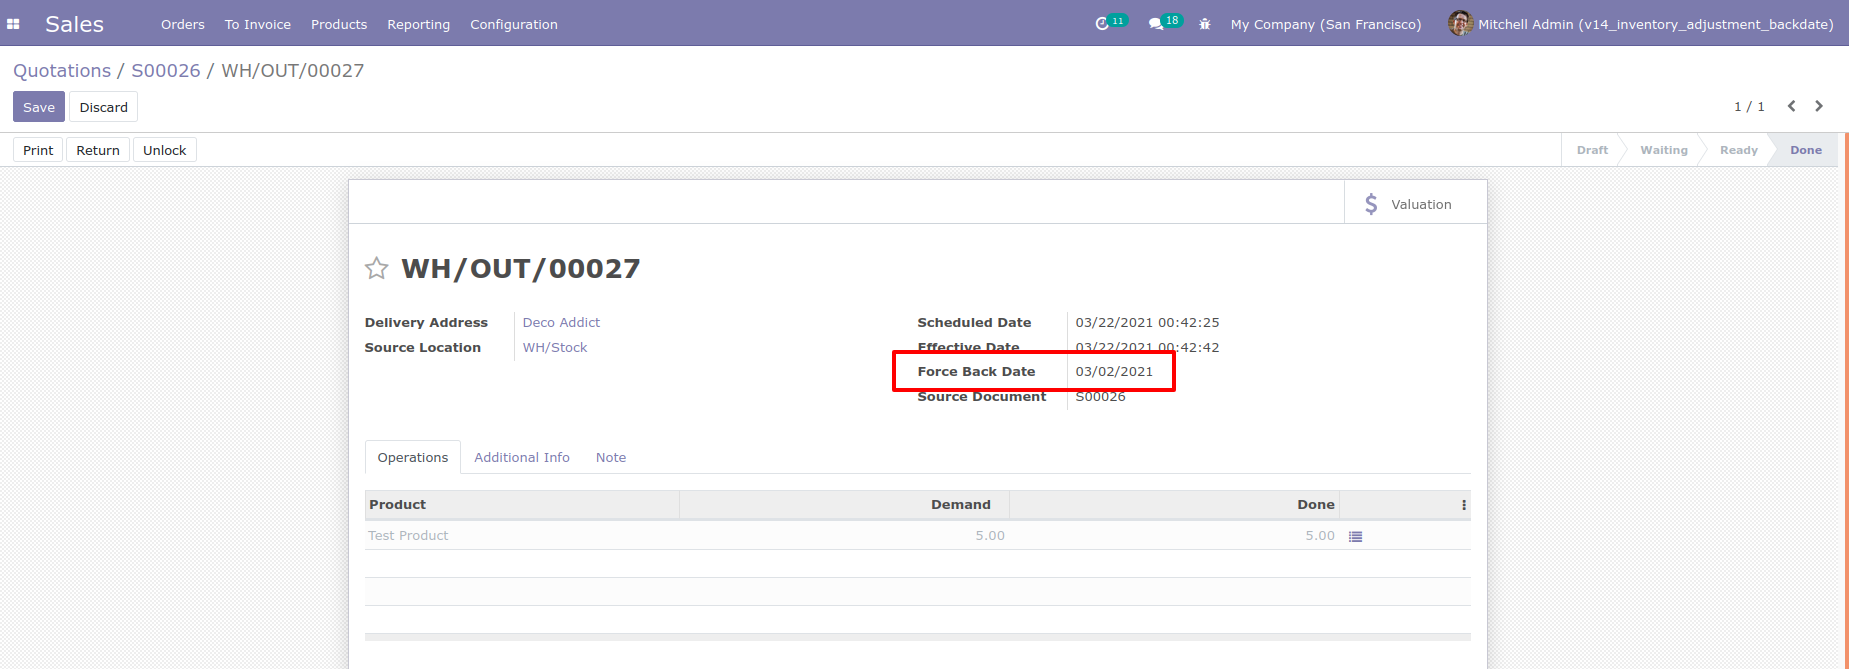 Sales Orders To Invoice Products Reporting Configuration 11 18 My Company (San Francisco) Mitchell Admin (v14_inventory_adjustment_backdate)
Quotations / S00026 / WH/OUT/00027
Save Discard 1 / 1
Print Return Unlock Draft Waiting Ready Done
$ Valuation
WH/OUT/00027
Delivery Address Deco Addict Scheduled Date 03/22/2021 00:42:25
Source Location WH/Stock Effective Date 03/22/2021 00:42:42
Force Back Date 03/02/2021
Source Document S00026
Operations Additional Info Note
Product Demand Done
Test Product 5.00 5.00